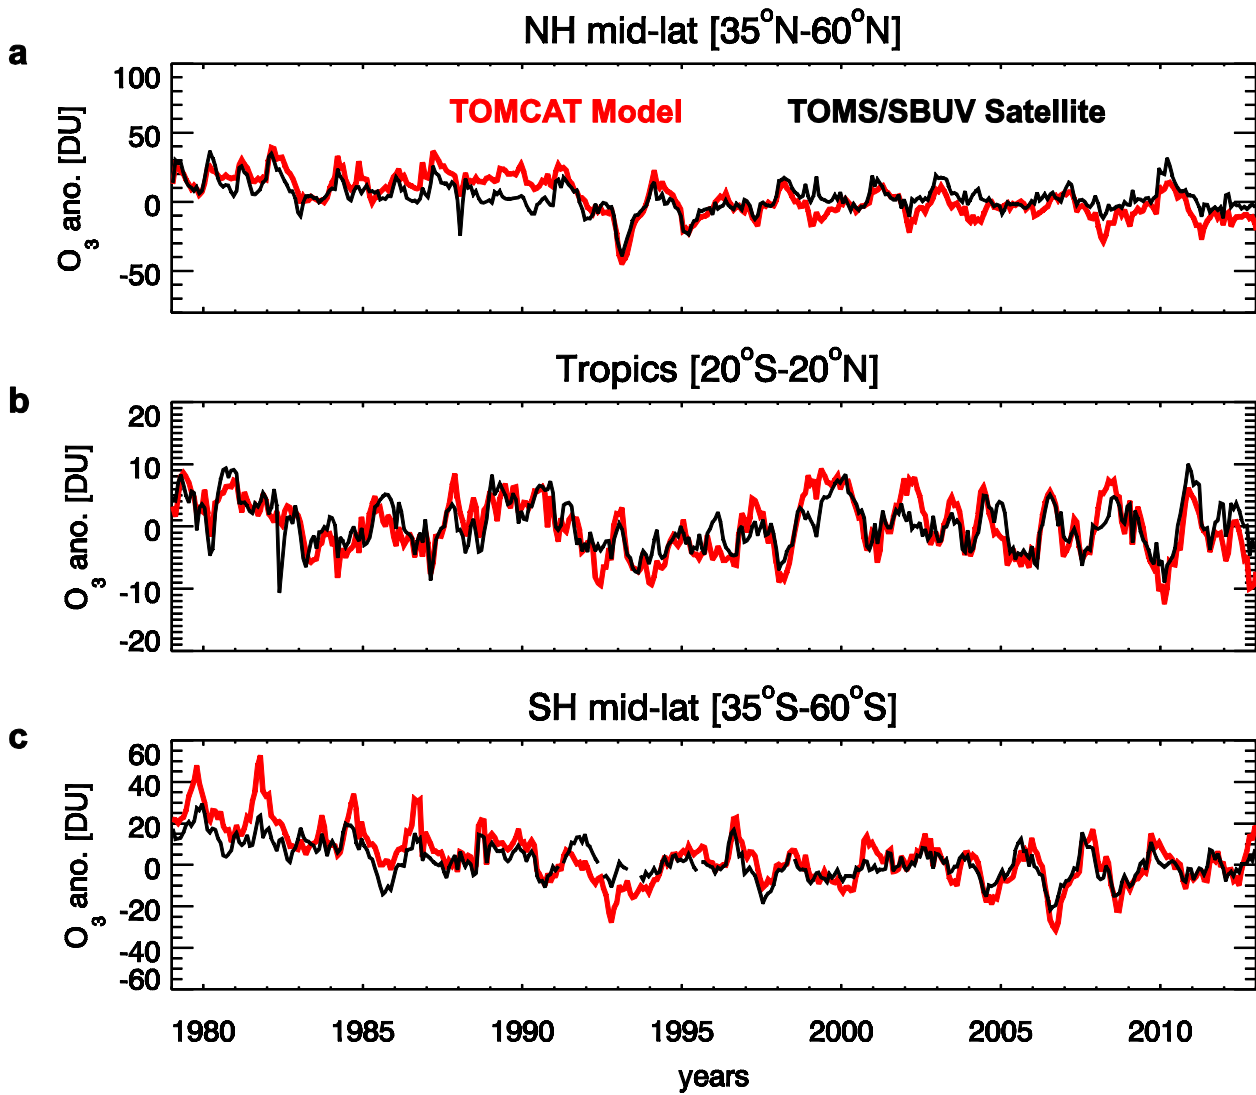 a
NH mid-lat [35°N-60°N]
TOMCAT Model
TOMS/SBUV Satellite
O₃ ano. [DU]
100
50
0
-50
b
Tropics [20°S-20°N]
O₃ ano. [DU]
20
10
0
-10
-20
c
SH mid-lat [35°S-60°S]
O₃ ano. [DU]
60
40
20
0
-20
-40
-60
1980 1985 1990 1995 2000 2005 2010
years